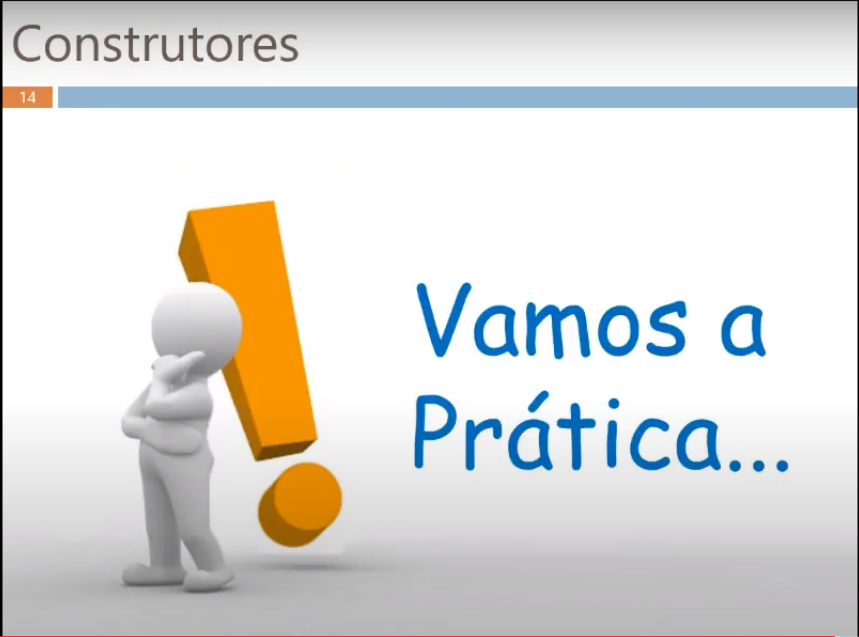 Construtores
14
Vamos a
Prática...